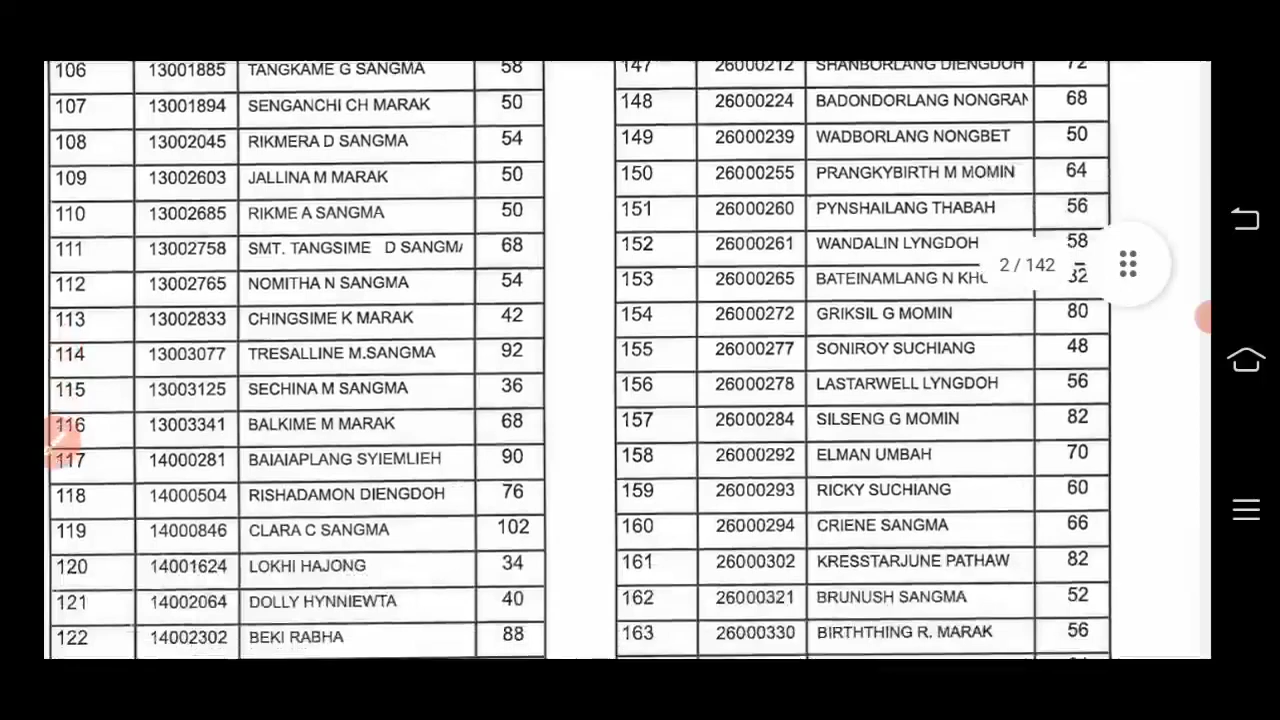 106 13001885 TANGKAME G SANGMA 58
107 13001894 SENGANCHI CH MARAK 50
108 13002045 RIKMERA D SANGMA 54
109 13002603 JALLINA M MARAK 50
110 13002685 RIKME A SANGMA 50
111 13002758 SMT. TANGSIME D SANGMA 68
112 13002765 NOMITHA N SANGMA 54
113 13002833 CHINGSIME K MARAK 42
114 13003077 TRESALLINE M.SANGMA 92
115 13003125 SECHINA M SANGMA 36
116 13003341 BALKIME M MARAK 68
117 14000281 BAIAIAPLANG SYIEMLIEH 90
118 14000504 RISHADAMON DIENGDOH 76
119 14000846 CLARA C SANGMA 102
120 14001624 LOKHI HAJONG 34
121 14002064 DOLLY HYNNIEWTA 40
122 14002302 BEKI RABHA 88
147 26000212 SHANBORLANG DIENGDOH 72
148 26000224 BADONDORLANG NONGRAN 68
149 26000239 WADBORLANG NONGBET 50
150 26000255 PRANGKYBIRTH M MOMIN 64
151 26000260 PYNSHAILANG THABAH 56
152 26000261 WANDALIN LYNGDOH 58
153 26000265 BATEINAMLANG N
154 26000272 GRIKSIL G MOMIN 80
155 26000277 SONIROY SUCHIANG 48
156 26000278 LASTARWELL LYNGDOH 56
157 26000284 SILSENG G MOMIN 82
158 26000292 ELMAN UMBAH 70
159 26000293 RICKY SUCHIANG 60
160 26000294 CRIENE SANGMA 66
161 26000302 KRESSTARJUNE PATHAW 82
162 26000321 BRUNUSH SANGMA 52
163 26000330 BIRTHTHING R. MARAK 56
2 / 142